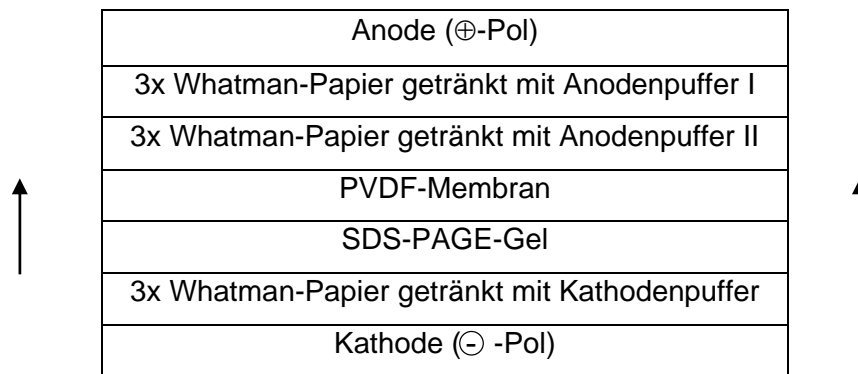 Anode (⊕-Pol)
3x Whatman-Papier getränkt mit Anodenpuffer I
3x Whatman-Papier getränkt mit Anodenpuffer II
PVDF-Membran
SDS-PAGE-Gel
3x Whatman-Papier getränkt mit Kathodenpuffer
Kathode (⊖ -Pol)